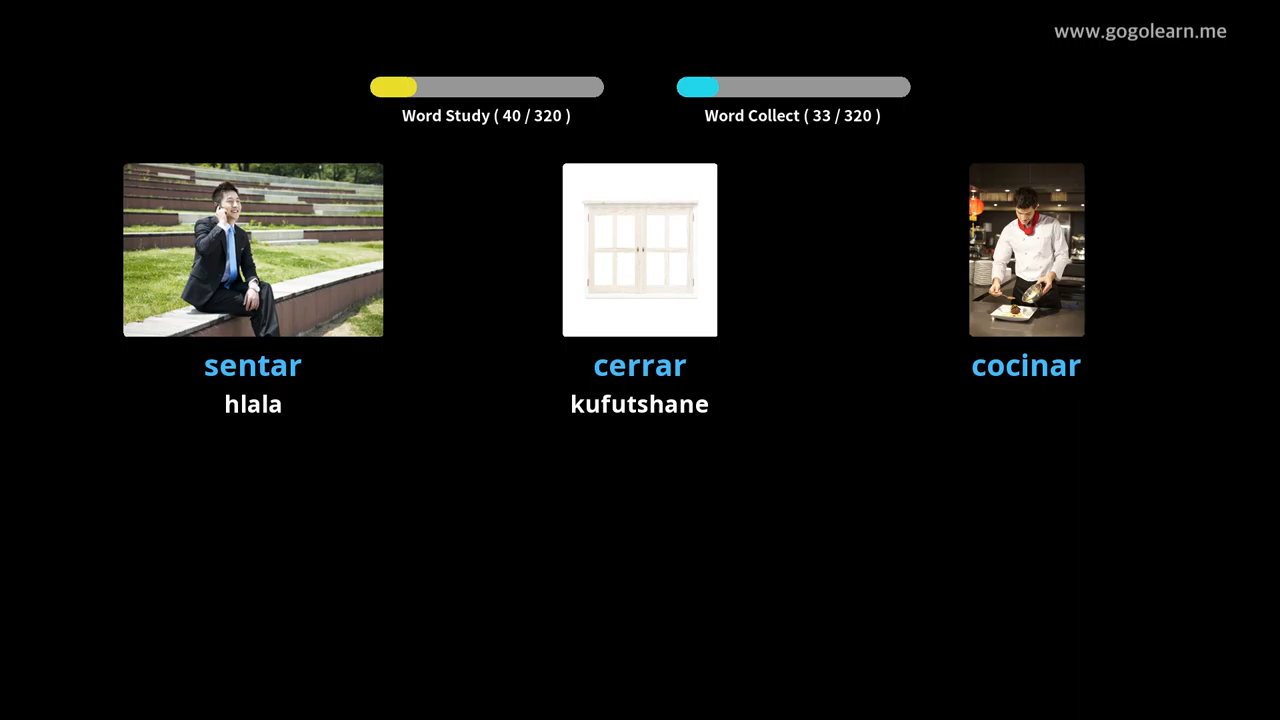 www.gogolearn.me
Word Study ( 40 / 320 )
Word Collect ( 33 / 320 )
sentar
cerrar
cocinar
hlala
kufutshane